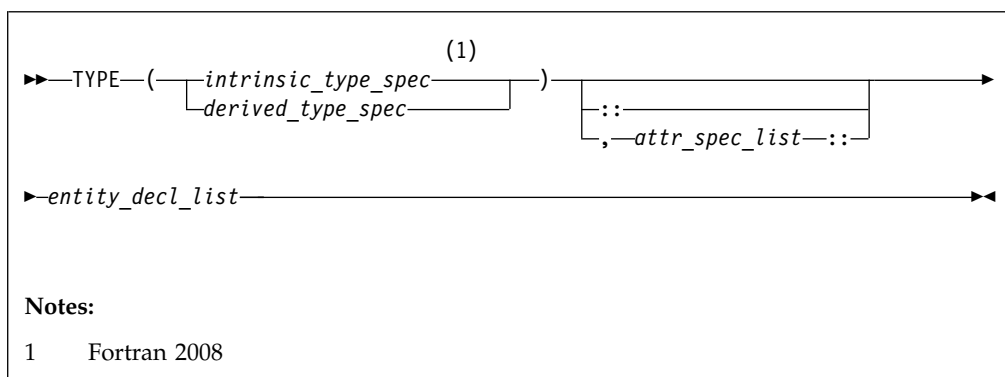 (1)
TYPE ( intrinsic_type_spec )
derived_type_spec
::
, attr_spec_list ::
entity_decl_list
Notes:
1 Fortran 2008